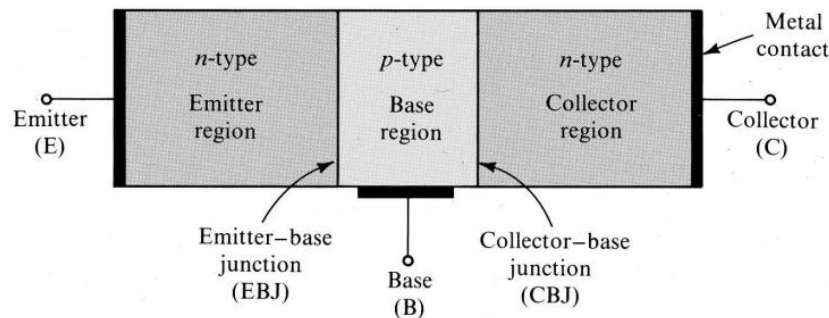 n-type
Emitter
region
p-type
Base
region
n-type
Collector
region
Metal
contact
Emitter
(E)
Collector
(C)
Emitter–base
junction
(EBJ)
Base
(B)
Collector–base
junction
(CBJ)